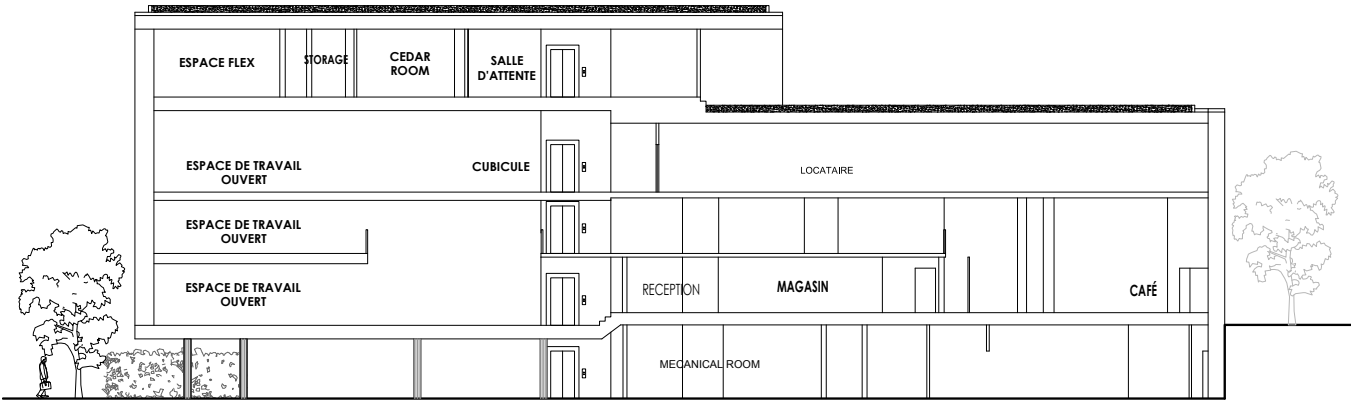 ESPACE FLEX
STORAGE
CEDAR
ROOM
SALLE
D'ATTENTE
ESPACE DE TRAVAIL
OUVERT
CUBICULE
LOCATAIRE
ESPACE DE TRAVAIL
OUVERT
ESPACE DE TRAVAIL
OUVERT
RECEPTION
MAGASIN
CAFÉ
MECANICAL ROOM